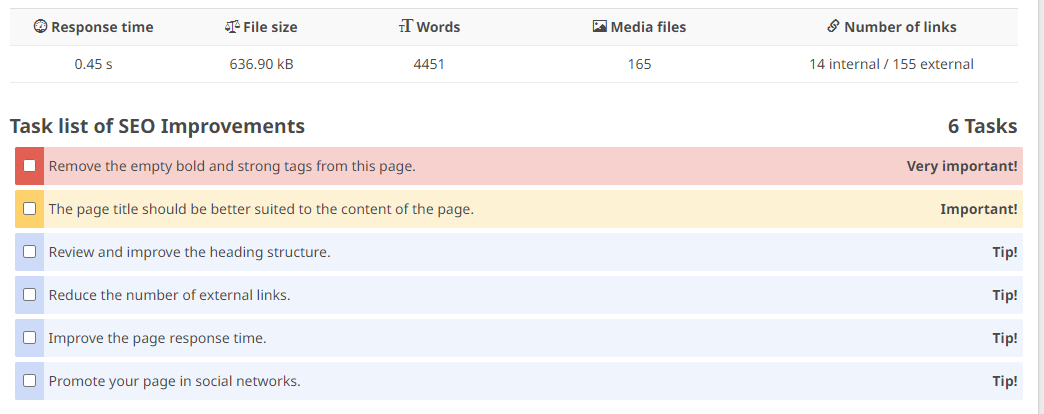 Response time File size Words Media files Number of links
0.45 s 636.90 kB 4451 165 14 internal / 155 external
Task list of SEO Improvements 6 Tasks
Remove the empty bold and strong tags from this page. Very important!
The page title should be better suited to the content of the page. Important!
Review and improve the heading structure. Tip!
Reduce the number of external links. Tip!
Improve the page response time. Tip!
Promote your page in social networks. Tip!